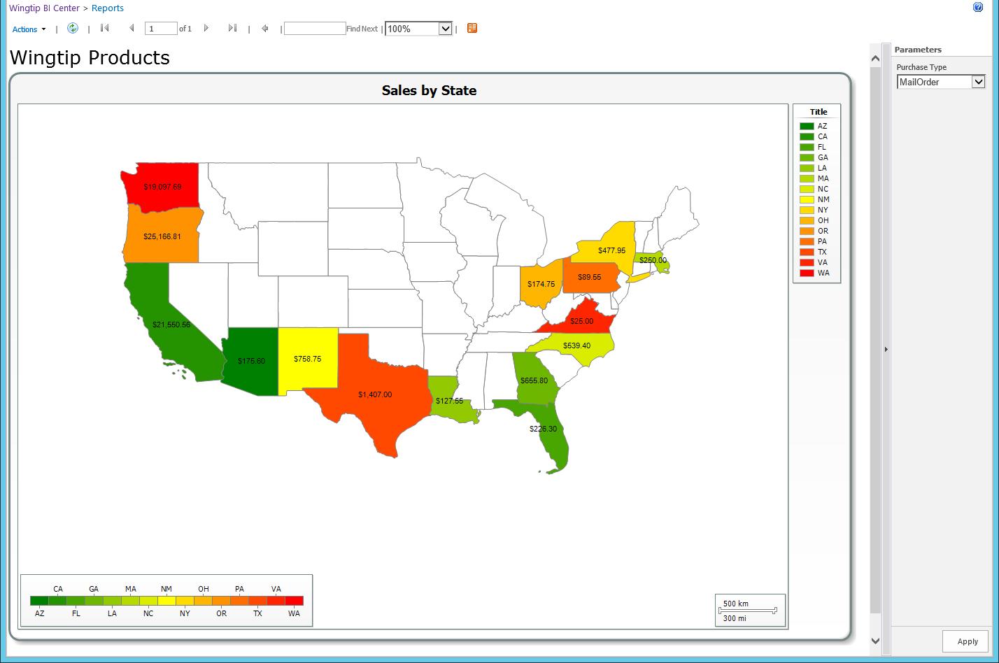 Wingtip BI Center > Reports
Actions | | 1 of 1 | | Find Next | 100% |
Wingtip Products
Parameters
Purchase Type
MailOrder
Sales by State
Title
AZ
CA
FL
GA
LA
MA
NC
NM
NY
OH
OR
PA
TX
VA
WA
$19,097.69
$25,166.81
$477.95
$250.00
$89.55
$174.75
$25.00
$21,550.56
$539.40
$175.60
$758.75
$655.80
$1,407.00
$127.55
$226.30
CA GA MA NM OH PA VA
AZ FL LA NC NY OR TX WA
500 km
300 mi
Apply